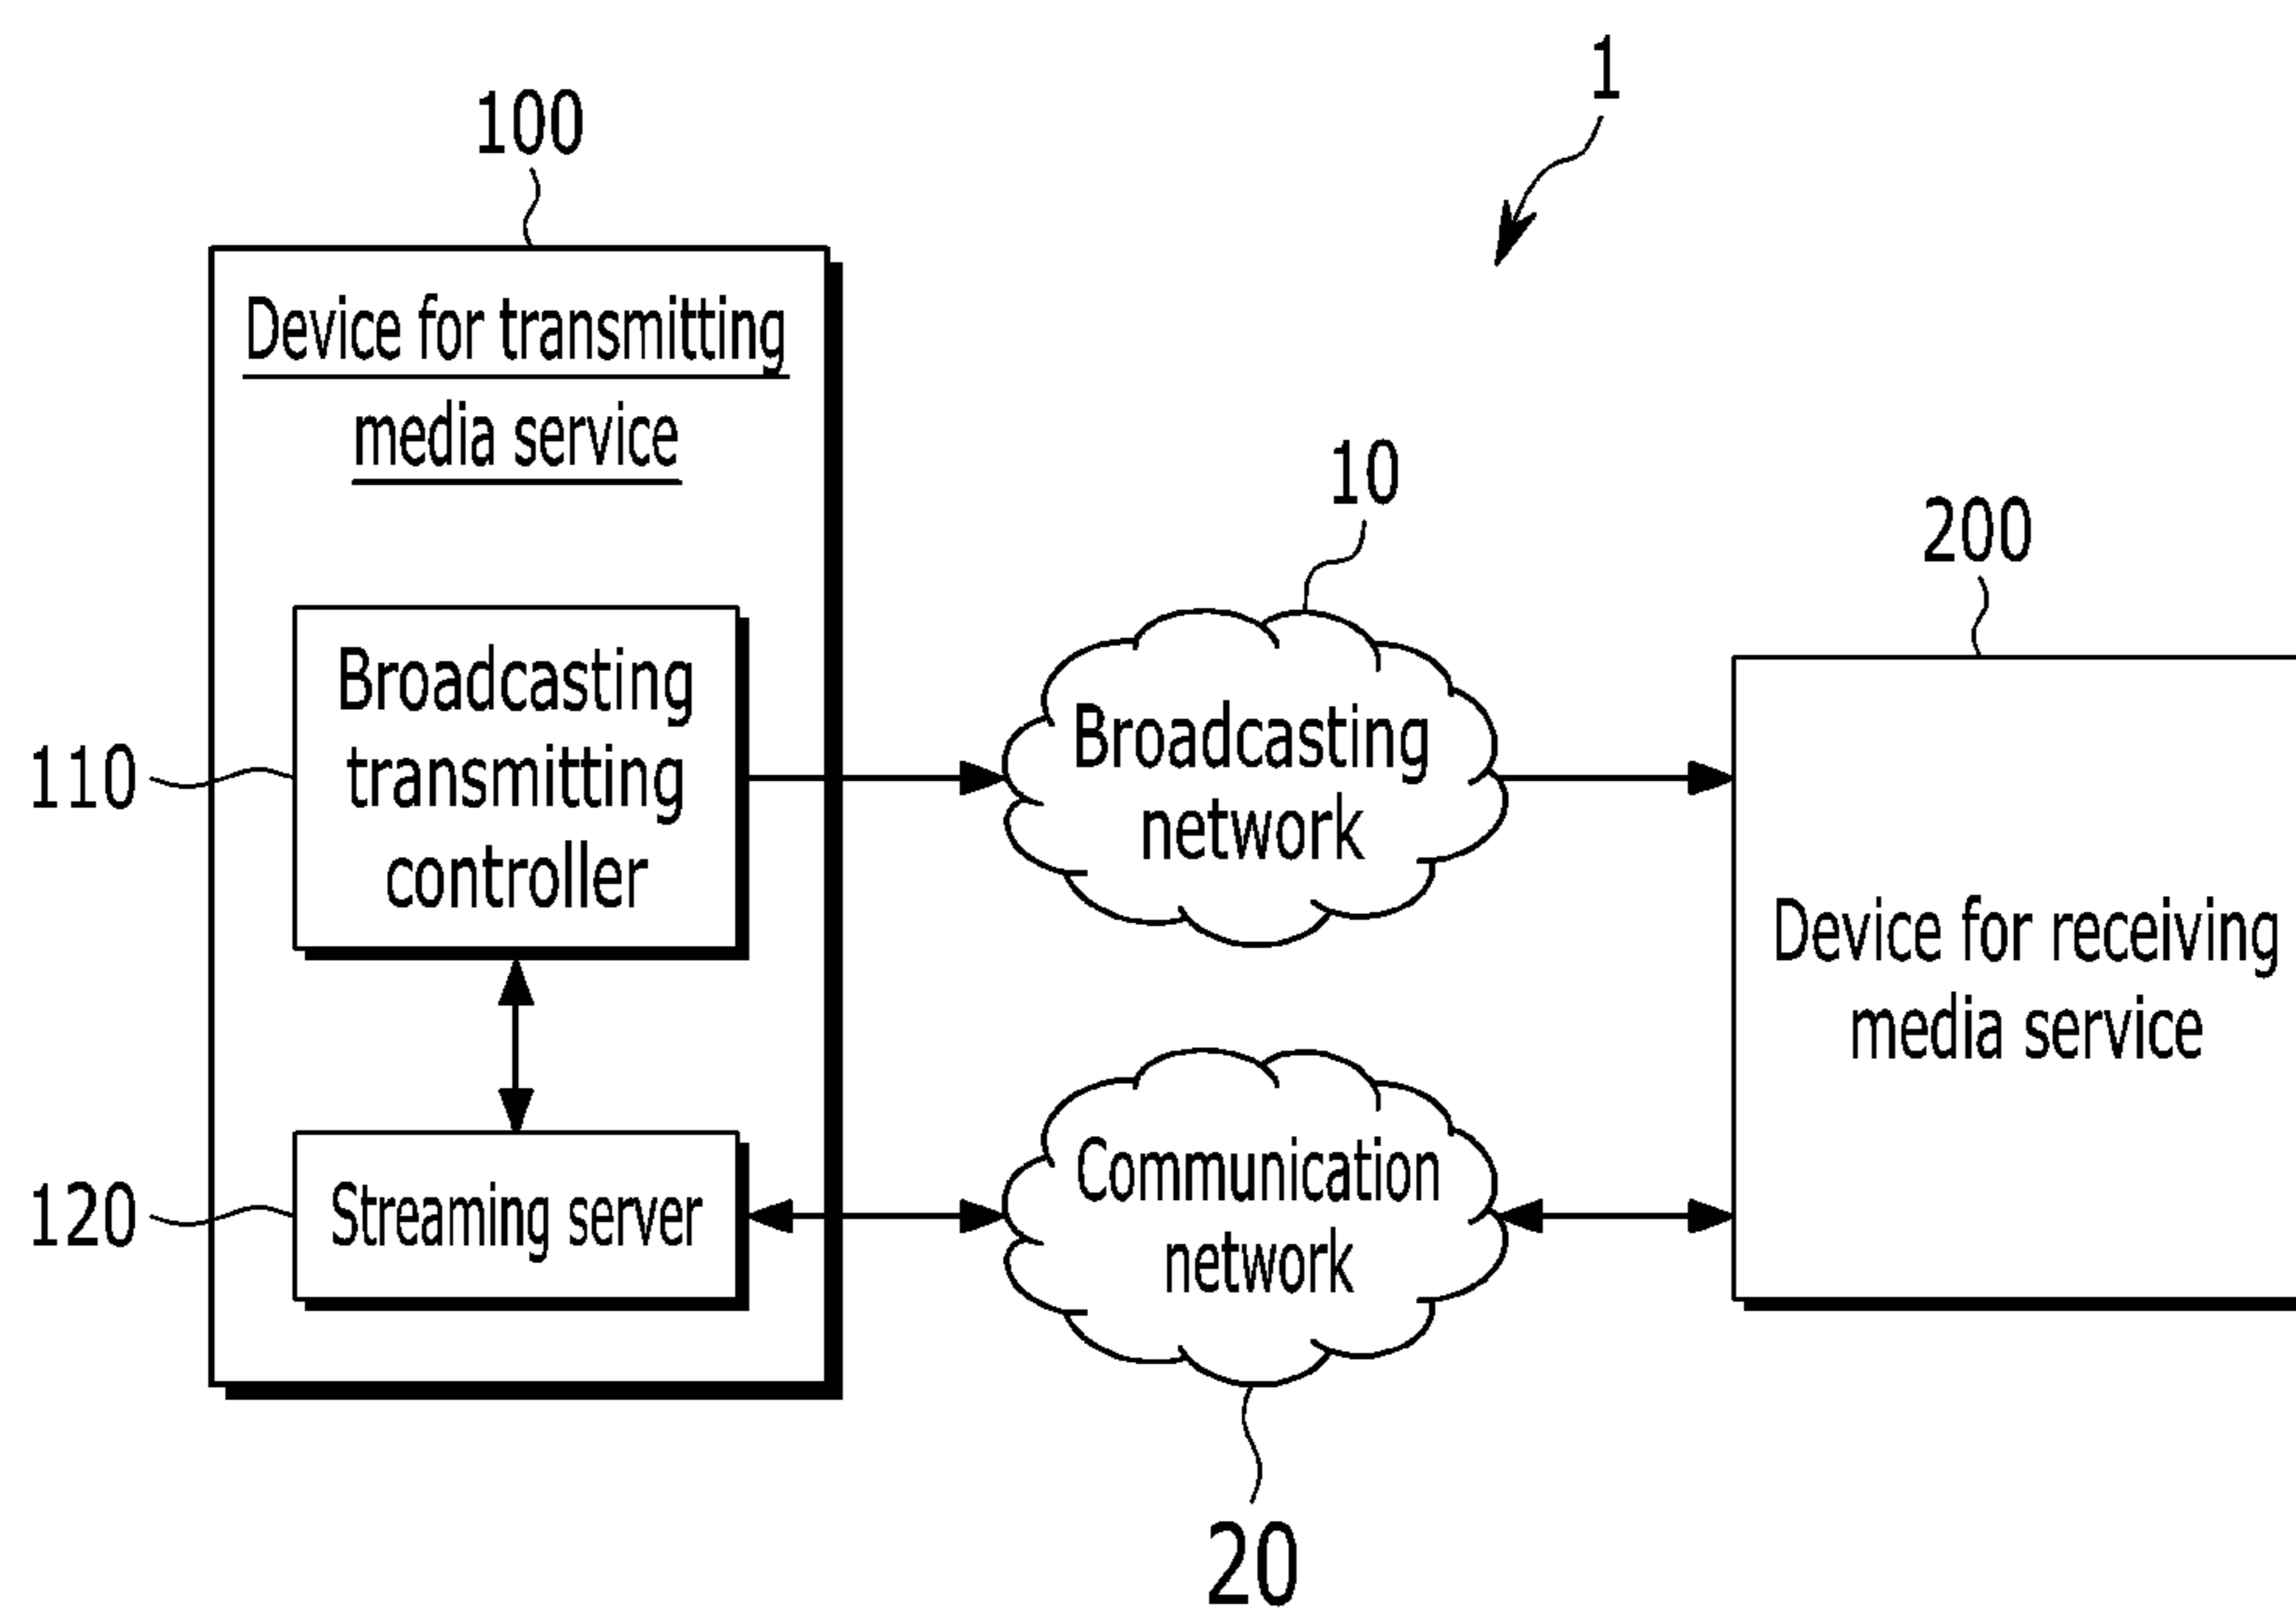 1
100
Device for transmitting
media service
10
200
Broadcasting
transmitting
controller
110
Broadcasting
network
Device for receiving
media service
Communication
network
120
Streaming server
20